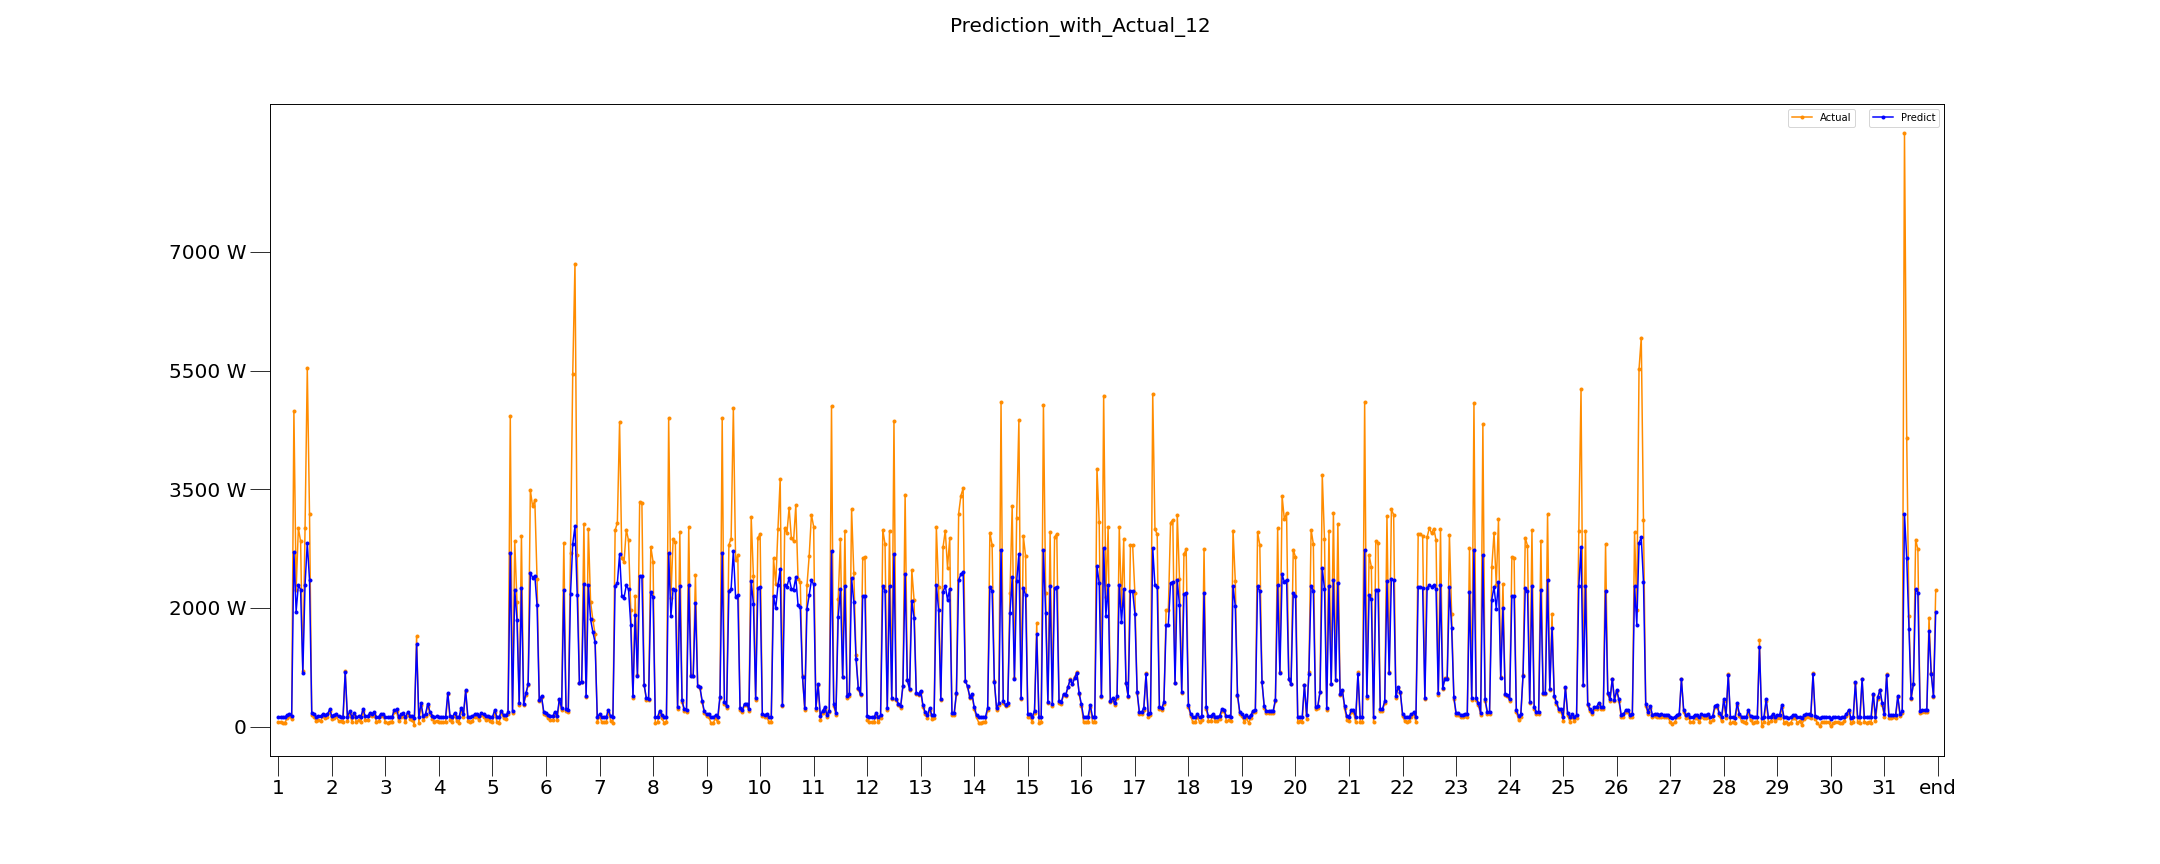 Prediction_with_Actual_12
Actual Predict
7000 W
5500 W
3500 W
2000 W
0
1 2 3 4 5 6 7 8 9 10 11 12 13 14 15 16 17 18 19 20 21 22 23 24 25 26 27 28 29 30 31 end